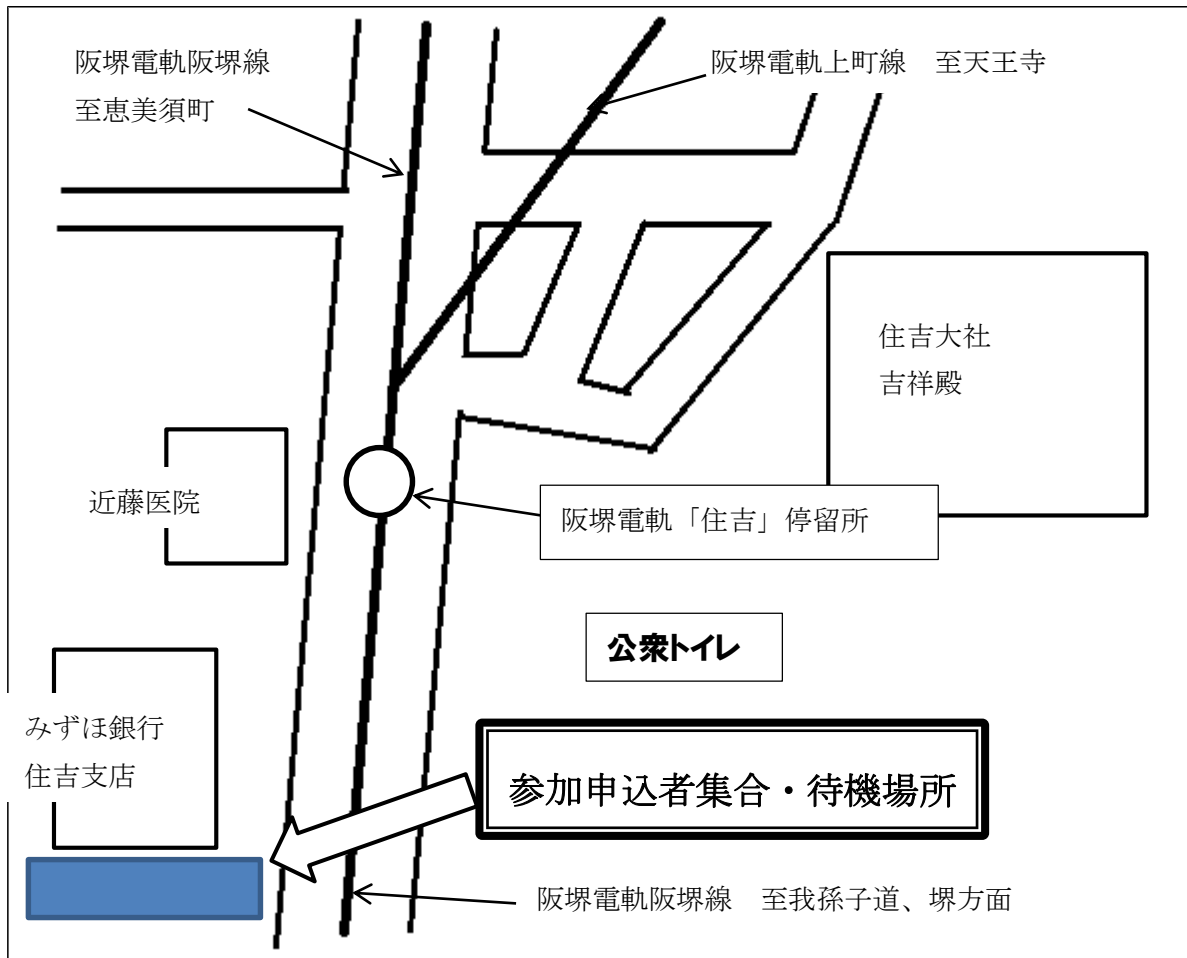 阪堺電軌阪堺線
至恵美須町
阪堺電軌上町線　至天王寺
住吉大社
吉祥殿
近藤医院
阪堺電軌「住吉」停留所
公衆トイレ
みずほ銀行
住吉支店
参加申込者集合・待機場所
阪堺電軌阪堺線　至我孫子道、堺方面